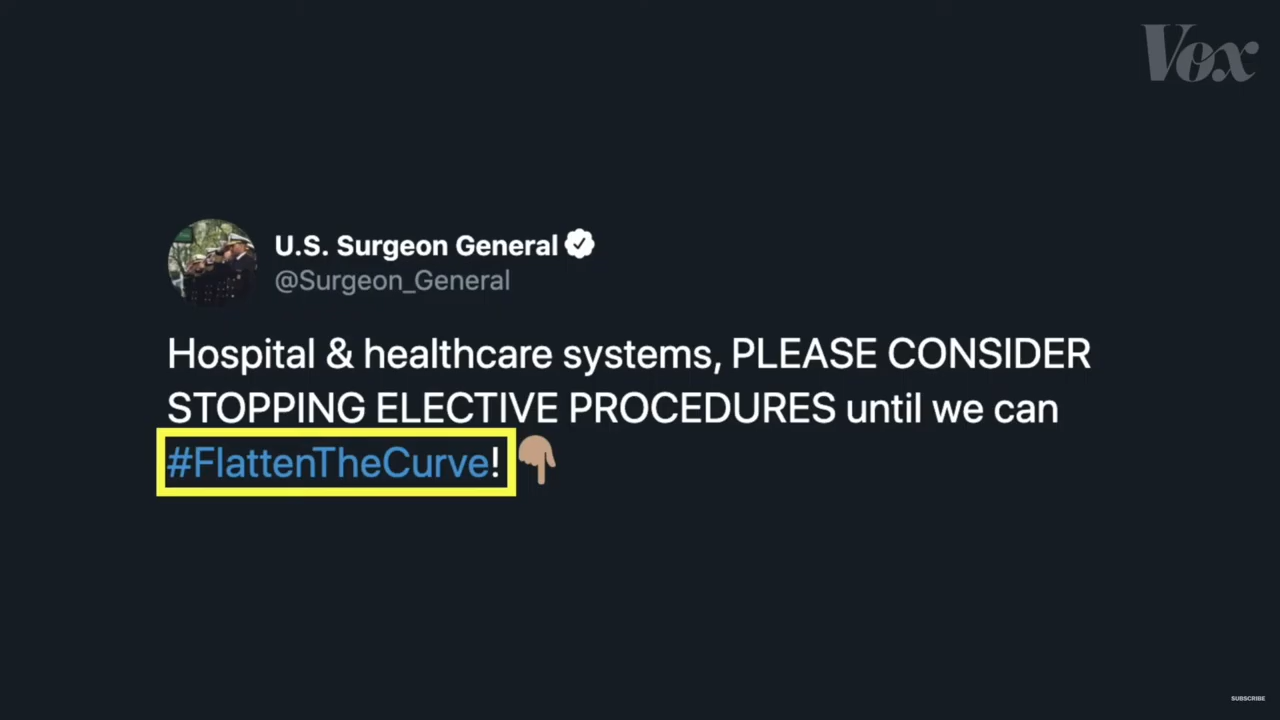 Vox
U.S. Surgeon General
@Surgeon_General
Hospital & healthcare systems, PLEASE CONSIDER
STOPPING ELECTIVE PROCEDURES until we can
#FlattenTheCurve! 👇🏽
SUBSCRIBE